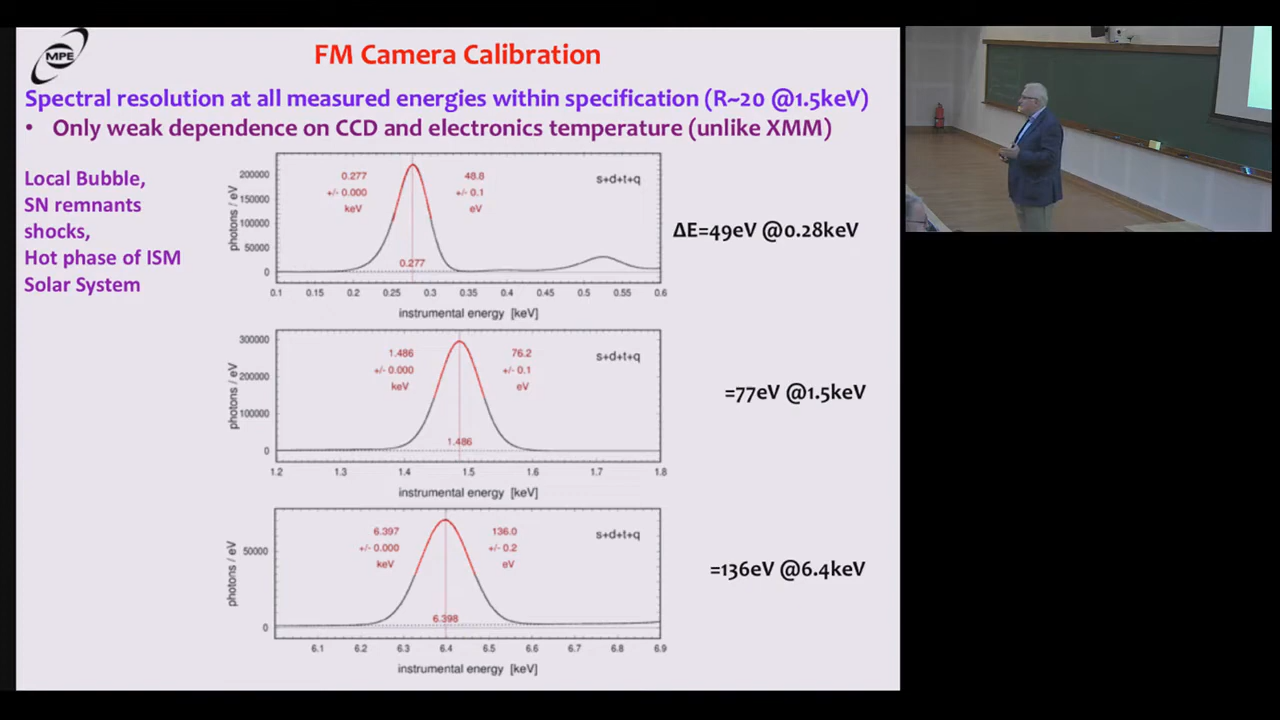 MPE
FM Camera Calibration
Spectral resolution at all measured energies within specification (R~20 @1.5keV)
• Only weak dependence on CCD and electronics temperature (unlike XMM)
Local Bubble,
SN remnants
shocks,
Hot phase of ISM
Solar System
photons / eV
200000
150000
100000
50000
0
0.277
+/- 0.000
keV
48.8
+/- 0.1
eV
s+d+t+q
0.277
0.1 0.15 0.2 0.25 0.3 0.35 0.4 0.45 0.5 0.55 0.6
instrumental energy [keV]
ΔE=49eV @0.28keV
photons / eV
300000
200000
100000
0
1.486
+/- 0.000
keV
76.2
+/- 0.1
eV
s+d+t+q
1.486
1.2 1.3 1.4 1.5 1.6 1.7 1.8
instrumental energy [keV]
=77eV @1.5keV
photons / eV
50000
0
6.397
+/- 0.000
keV
136.0
+/- 0.2
eV
s+d+t+q
6.398
6.1 6.2 6.3 6.4 6.5 6.6 6.7 6.8 6.9
instrumental energy [keV]
=136eV @6.4keV